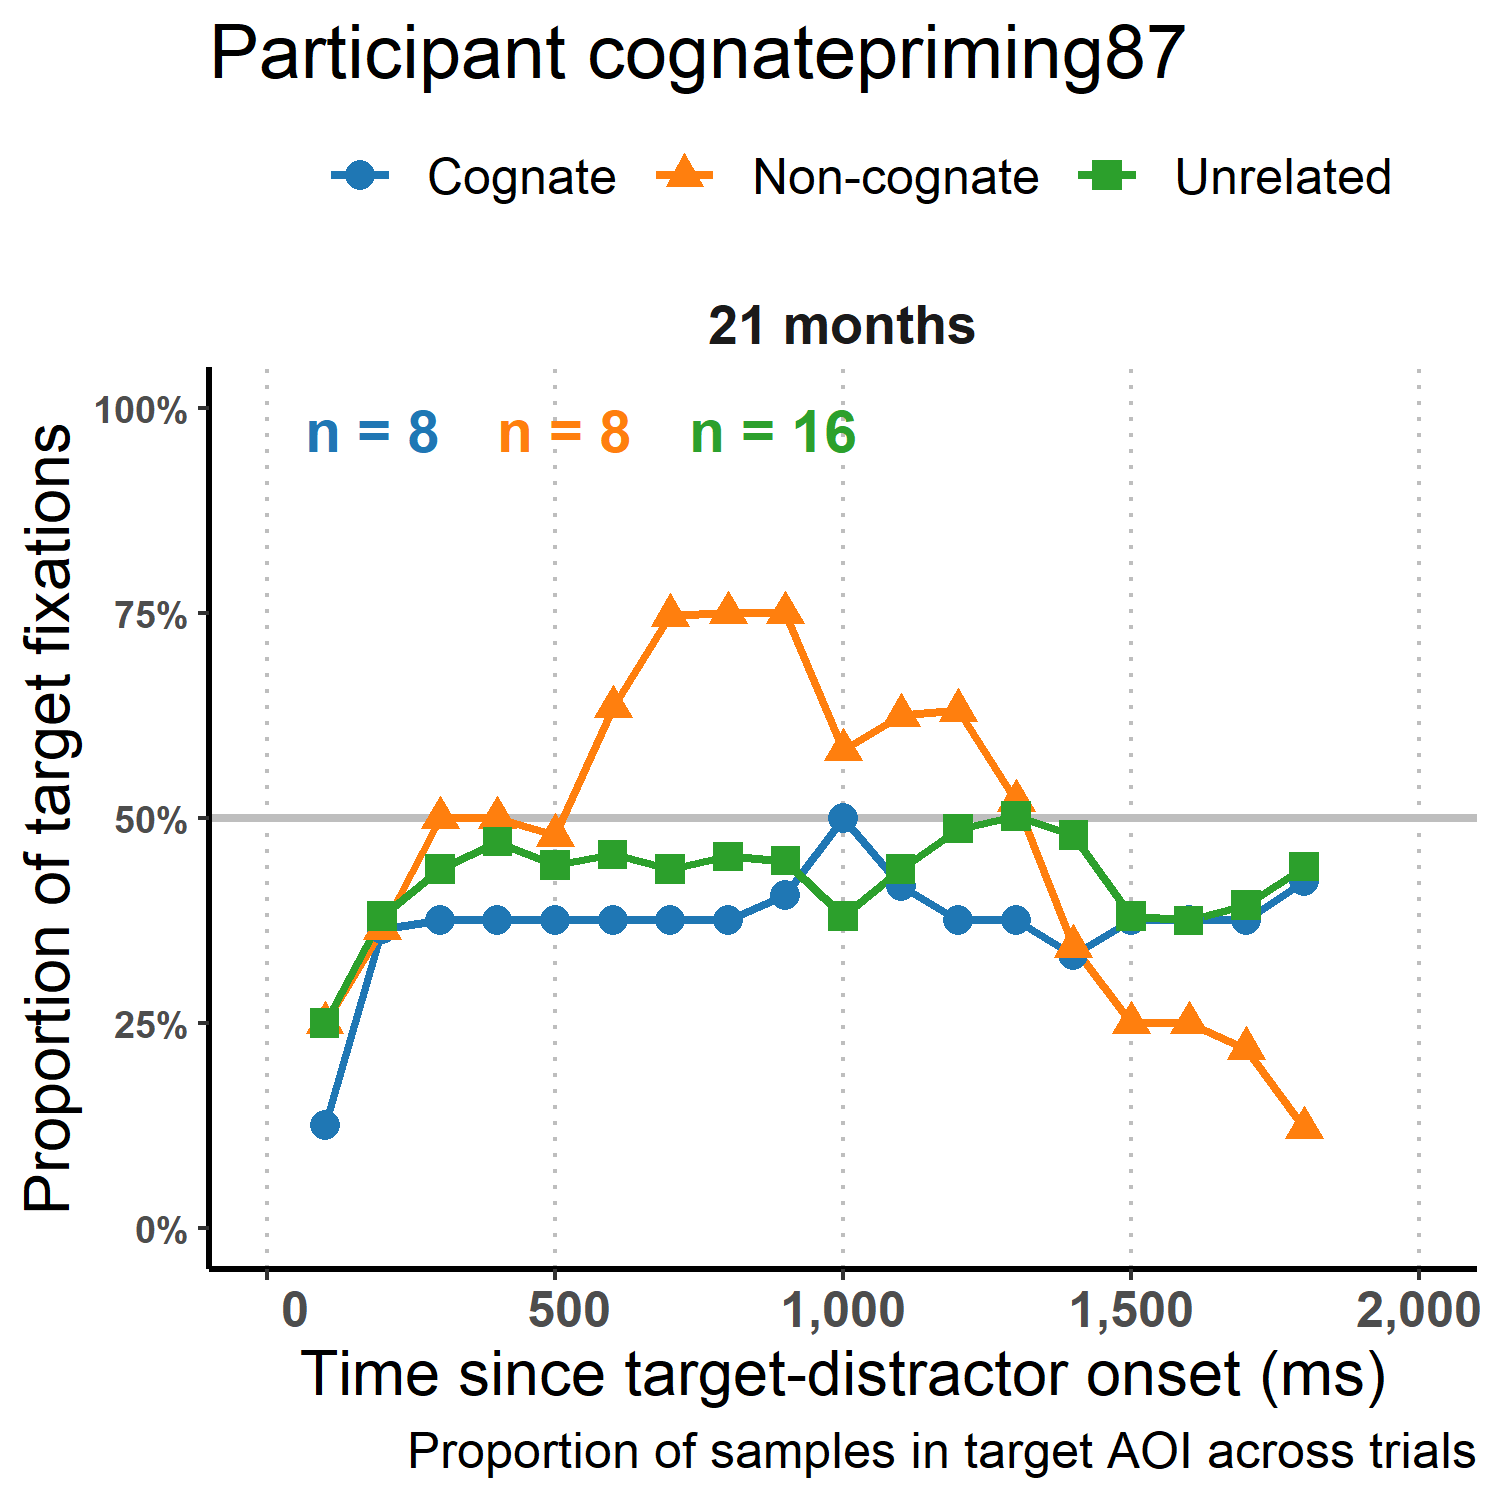 Participant cognatepriming87
Cognate Non-cognate Unrelated
21 months
n = 8 n = 8 n = 16
100%
75%
50%
25%
0%
Proportion of target fixations
0 500 1,000 1,500 2,000
Time since target-distractor onset (ms)
Proportion of samples in target AOI across trials